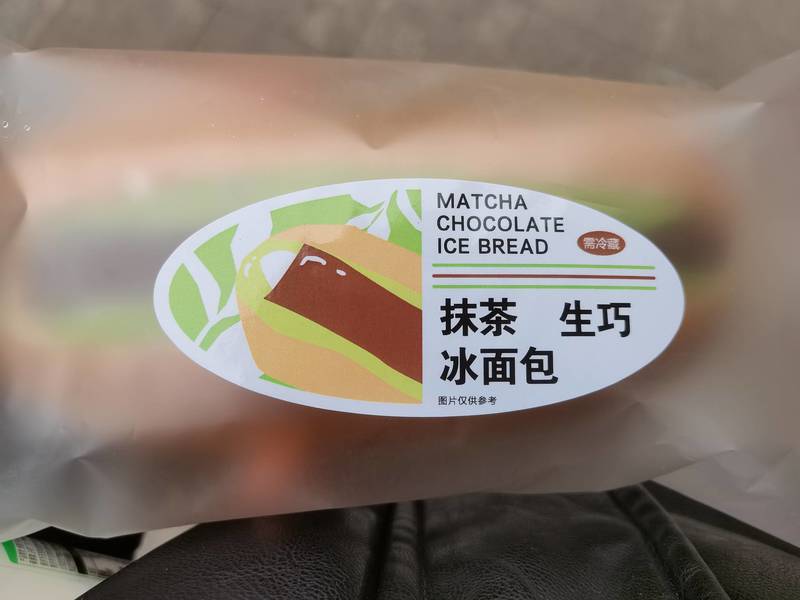 MATCHA
CHOCOLATE
ICE BREAD
需冷藏
抹茶 生巧
冰面包
图片仅供参考